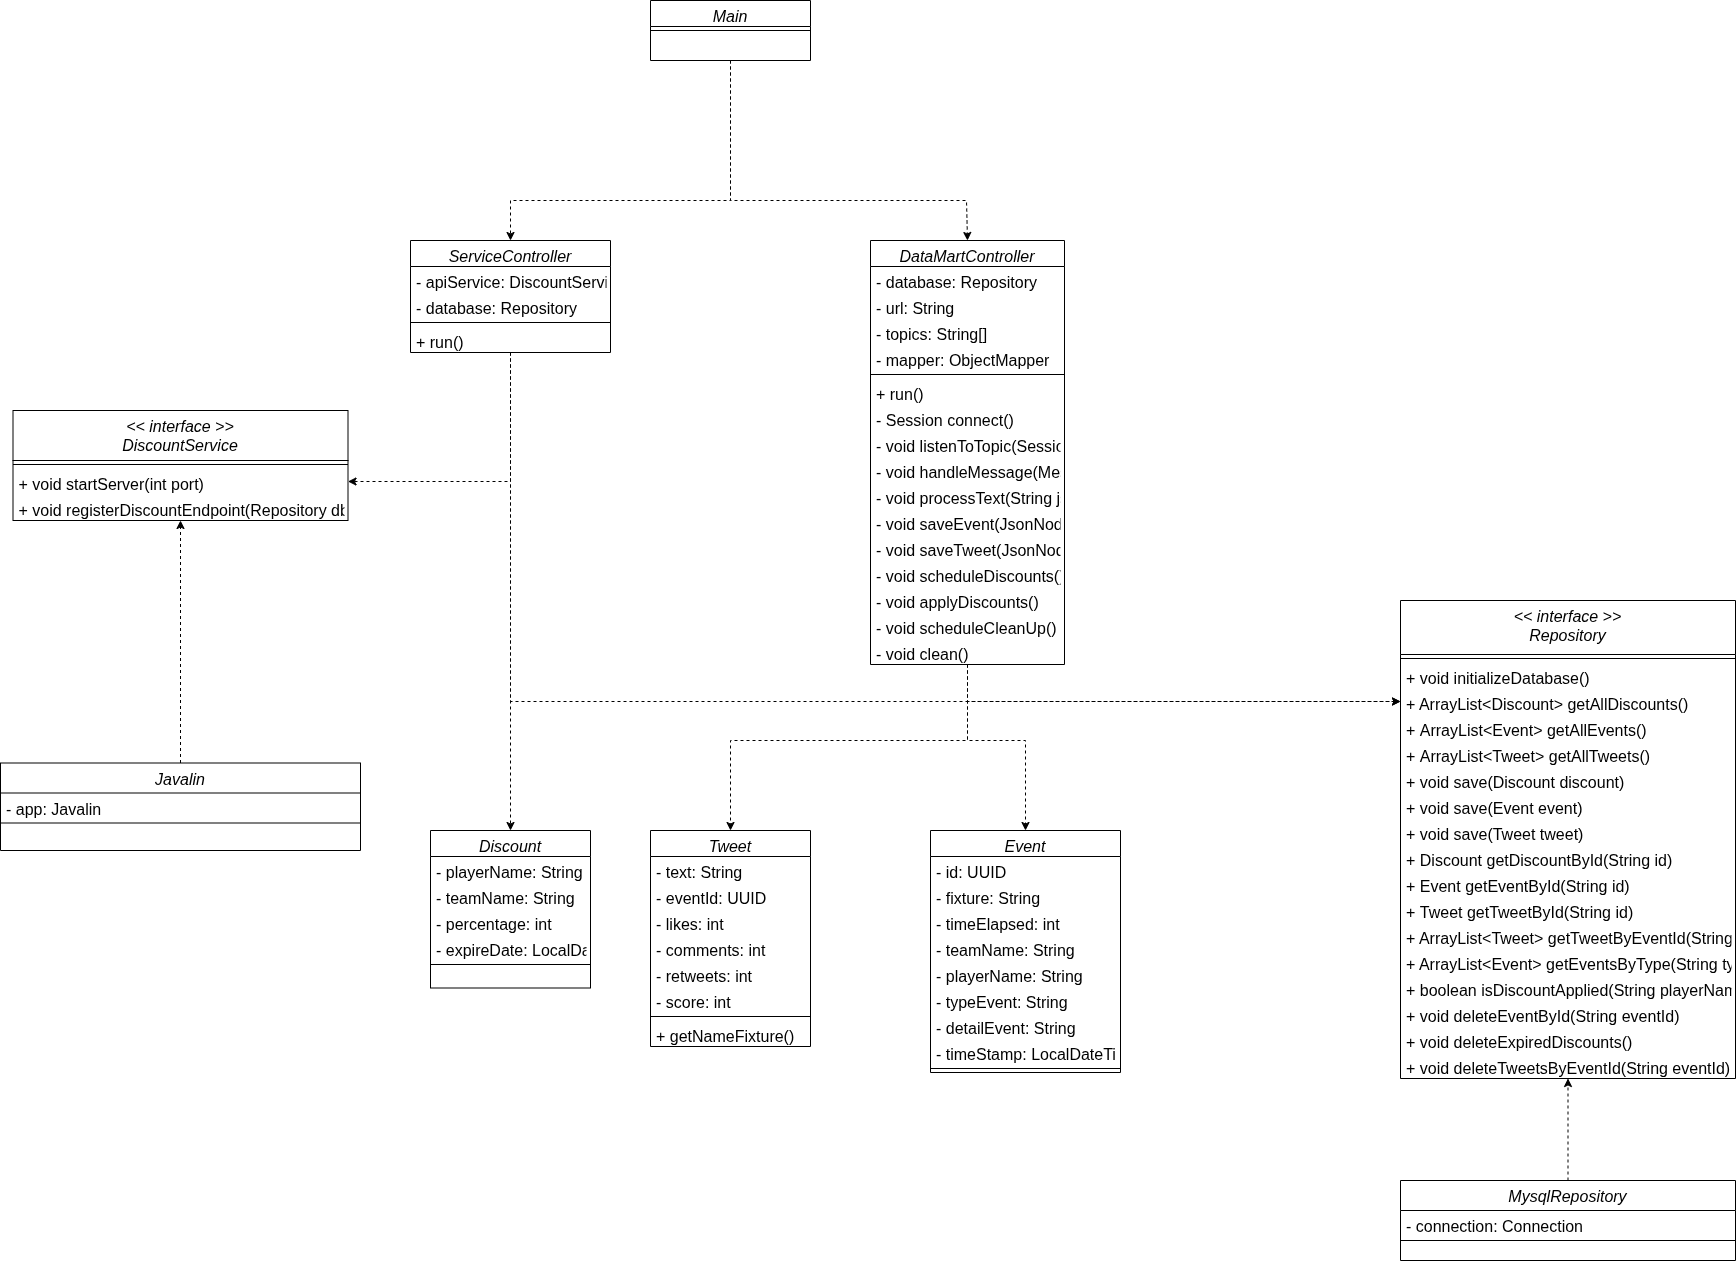 Main
ServiceController
- apiService: DiscountServi
- database: Repository
+ run()
DataMartController
- database: Repository
- url: String
- topics: String[]
- mapper: ObjectMapper
+ run()
- Session connect()
- void listenToTopic(Sessic
- void handleMessage(Me
- void processText(String j
- void saveEvent(JsonNod
- void saveTweet(JsonNod
- void scheduleDiscounts()
- void applyDiscounts()
- void scheduleCleanUp()
- void clean()
<< interface >>
DiscountService
+ void startServer(int port)
+ void registerDiscountEndpoint(Repository db
<< interface >>
Repository
+ void initializeDatabase()
+ ArrayList<Discount> getAllDiscounts()
+ ArrayList<Event> getAllEvents()
+ ArrayList<Tweet> getAllTweets()
+ void save(Discount discount)
+ void save(Event event)
+ void save(Tweet tweet)
+ Discount getDiscountById(String id)
+ Event getEventById(String id)
+ Tweet getTweetById(String id)
+ ArrayList<Tweet> getTweetByEventId(String
+ ArrayList<Event> getEventsByType(String ty
+ boolean isDiscountApplied(String playerNam
+ void deleteEventById(String eventId)
+ void deleteExpiredDiscounts()
+ void deleteTweetsByEventId(String eventId)
Javalin
- app: Javalin
Discount
- playerName: String
- teamName: String
- percentage: int
- expireDate: LocalDa
Tweet
- text: String
- eventId: UUID
- likes: int
- comments: int
- retweets: int
- score: int
+ getNameFixture()
Event
- id: UUID
- fixture: String
- timeElapsed: int
- teamName: String
- playerName: String
- typeEvent: String
- detailEvent: String
- timeStamp: LocalDateTi
MysqlRepository
- connection: Connection